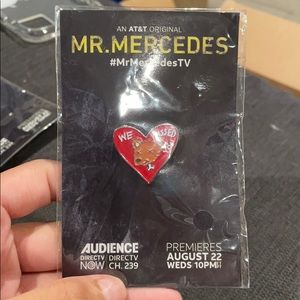 AN AT&T ORIGINAL
MR. MERCEDES
#MrMercedesTV
WE
AUDIENCE
DIRECTV DIRECTV
NOW CH. 239
PREMIERES
AUGUST 22
WEDS 10PM